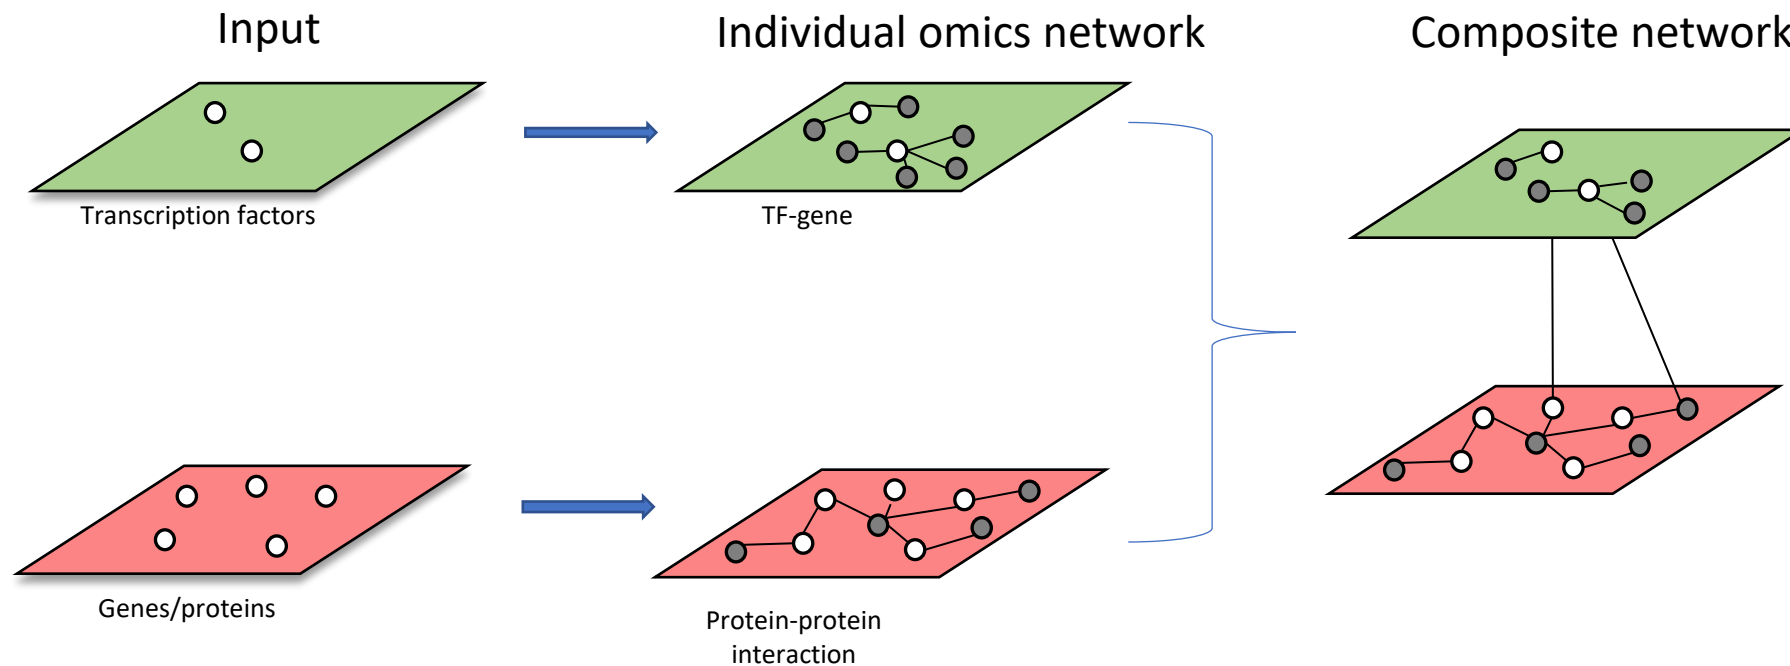 Input
Individual omics network
Composite network
Transcription factors
TF-gene
Genes/proteins
Protein-protein
interaction